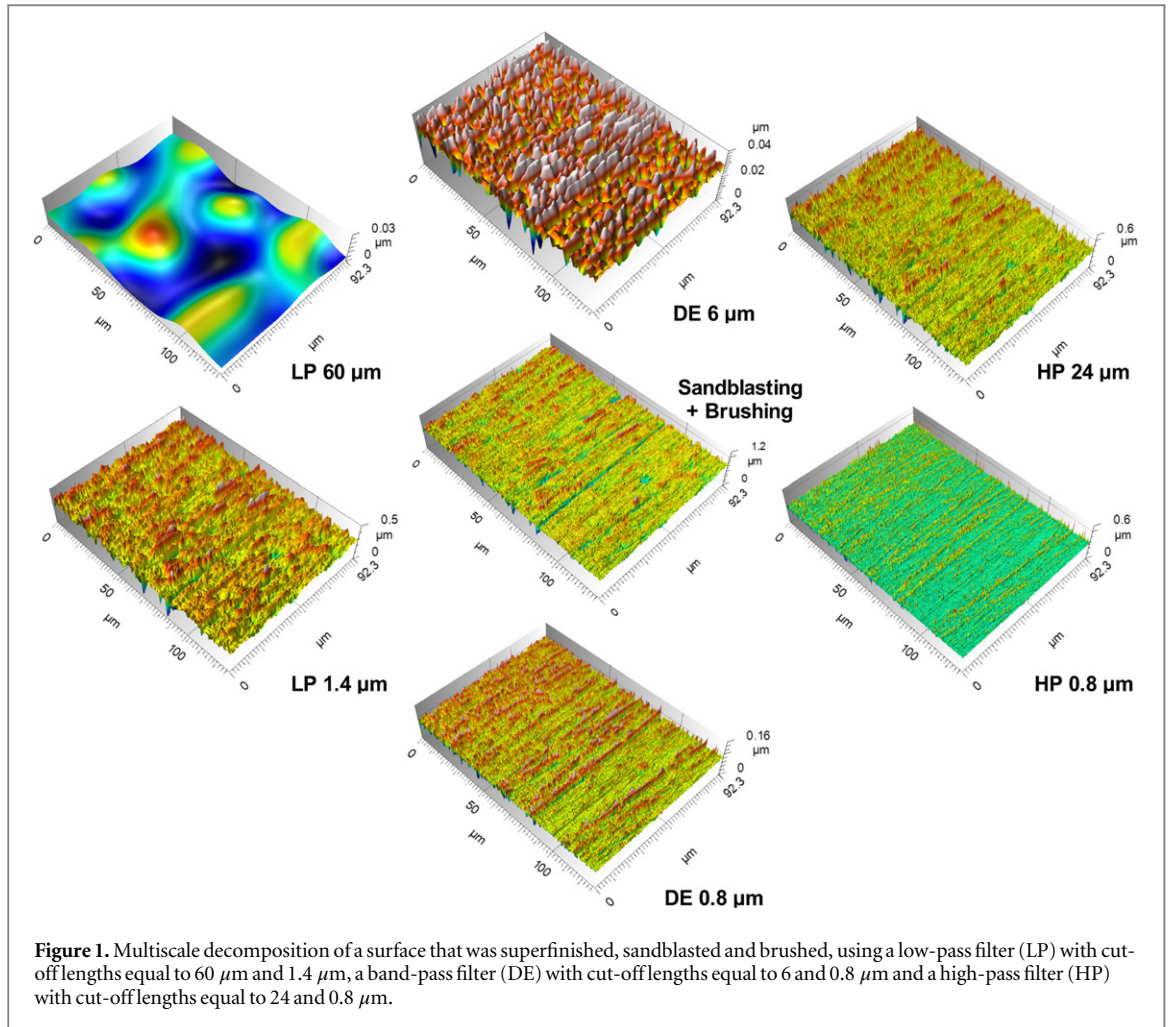 µm
0.04
0.02
0
92.3
0
50
µm
100
0
µm
DE 6 µm
0.03
µm
0
92.3
0
50
µm
100
0
µm
LP 60 µm
0.6
µm
0
92.3
0
50
µm
100
0
µm
HP 24 µm
Sandblasting
+ Brushing
1.2
µm
0
92.3
0
50
µm
100
0
µm
0.5
µm
0
92.3
0
50
µm
100
0
µm
LP 1.4 µm
0.6
µm
0
92.3
0
50
µm
100
0
µm
HP 0.8 µm
0.16
µm
0
92.3
0
50
µm
100
0
µm
DE 0.8 µm
Figure 1. Multiscale decomposition of a surface that was superfinished, sandblasted and brushed, using a low-pass filter (LP) with cut-
off lengths equal to 60 µm and 1.4 µm, a band-pass filter (DE) with cut-off lengths equal to 6 and 0.8 µm and a high-pass filter (HP)
with cut-off lengths equal to 24 and 0.8 µm.